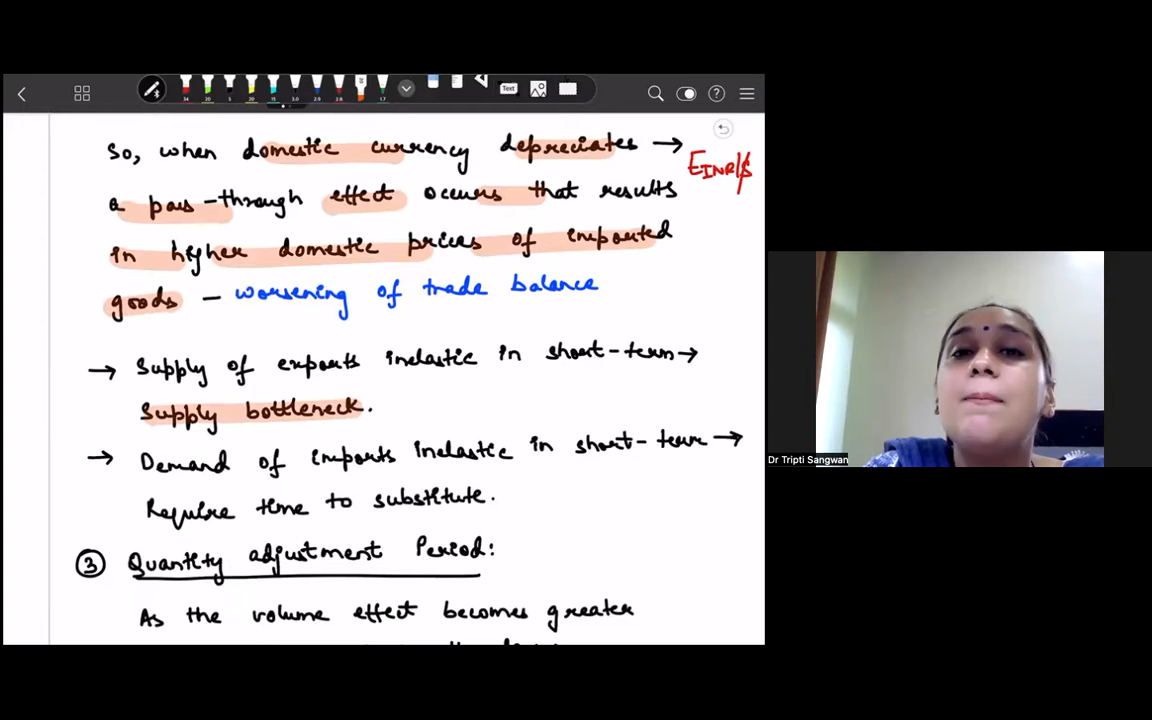 So, when domestic currency depreciates →
E INR/$
a pass-through effect occurs that results
in higher domestic prices of imported
goods – worsening of trade balance
→ Supply of exports inelastic in short-term →
Supply bottleneck.
→ Demand of imports inelastic in short-term →
Require time to substitute.
③ Quantity adjustment Period:
As the volume effect becomes greater
Text
Dr Tripti Sangwan